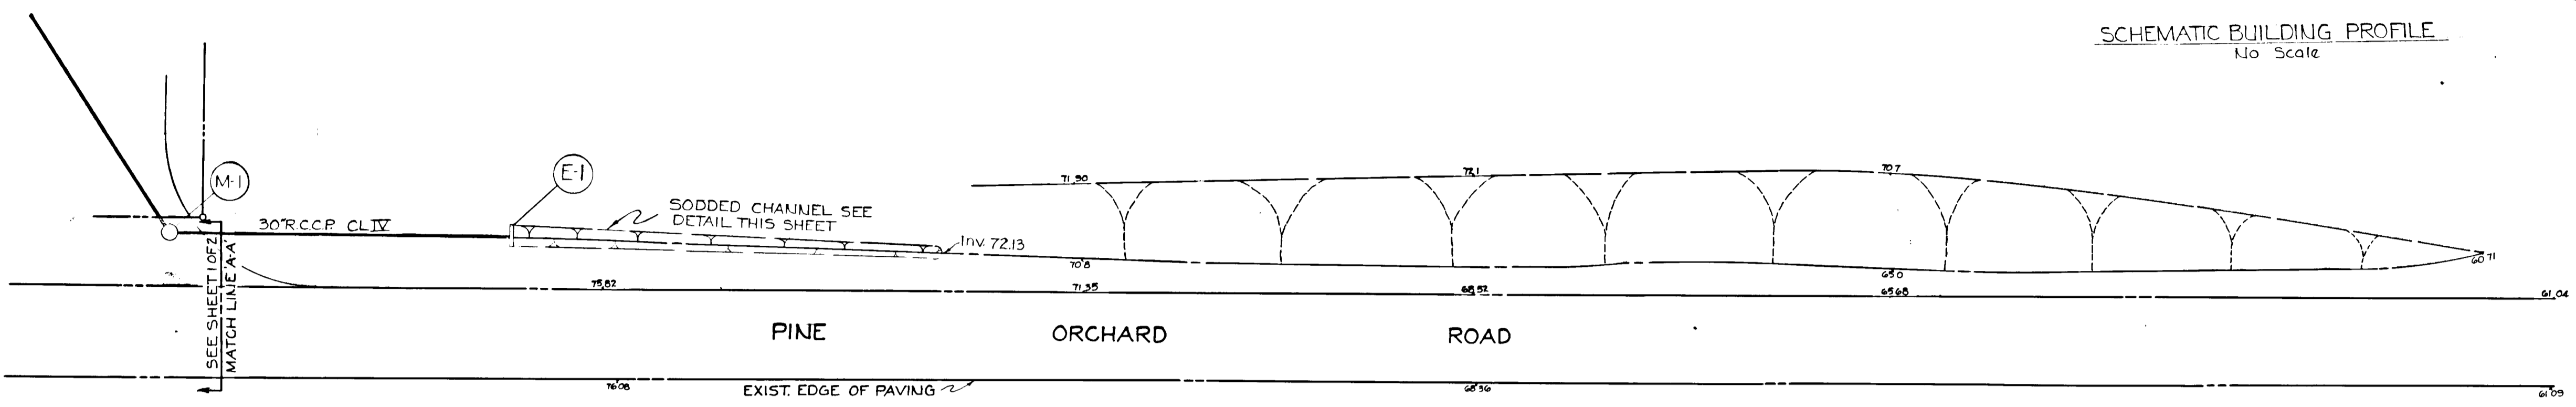 SCHEMATIC BUILDING PROFILE
No Scale
M-1
E-1
30"R.C.C.P. CL IV
SODDED CHANNEL SEE
DETAIL THIS SHEET
Inv. 72.13
71.90
72.1
70.7
60.71
70.8
65.0
75.82
71.35
68.52
65.68
61.04
SEE SHEET 1 OF 2
MATCH LINE 'A-A'
PINE ORCHARD ROAD
76.08
EXIST. EDGE OF PAVING
68.56
61.09